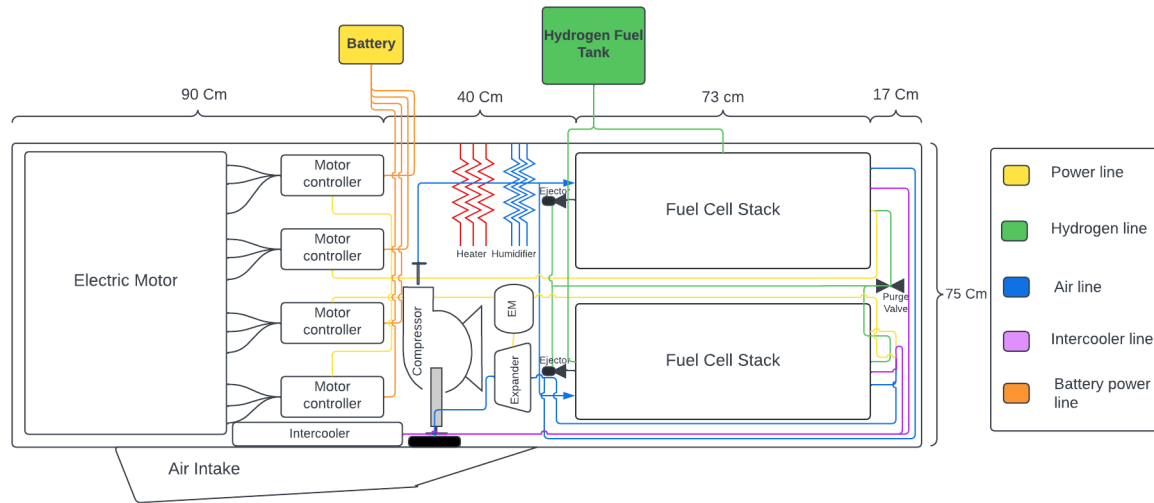 Battery
Hydrogen Fuel
Tank
90 Cm
40 Cm
73 cm
17 Cm
Motor
controller
Motor
controller
Motor
controller
Motor
controller
Electric Motor
Intercooler
Air Intake
Heater
Humidifier
Compressor
EM
Expander
Ejector
Ejector
Fuel Cell Stack
Fuel Cell Stack
Purge
Valve
75 Cm
Power line
Hydrogen line
Air line
Intercooler line
Battery power
line